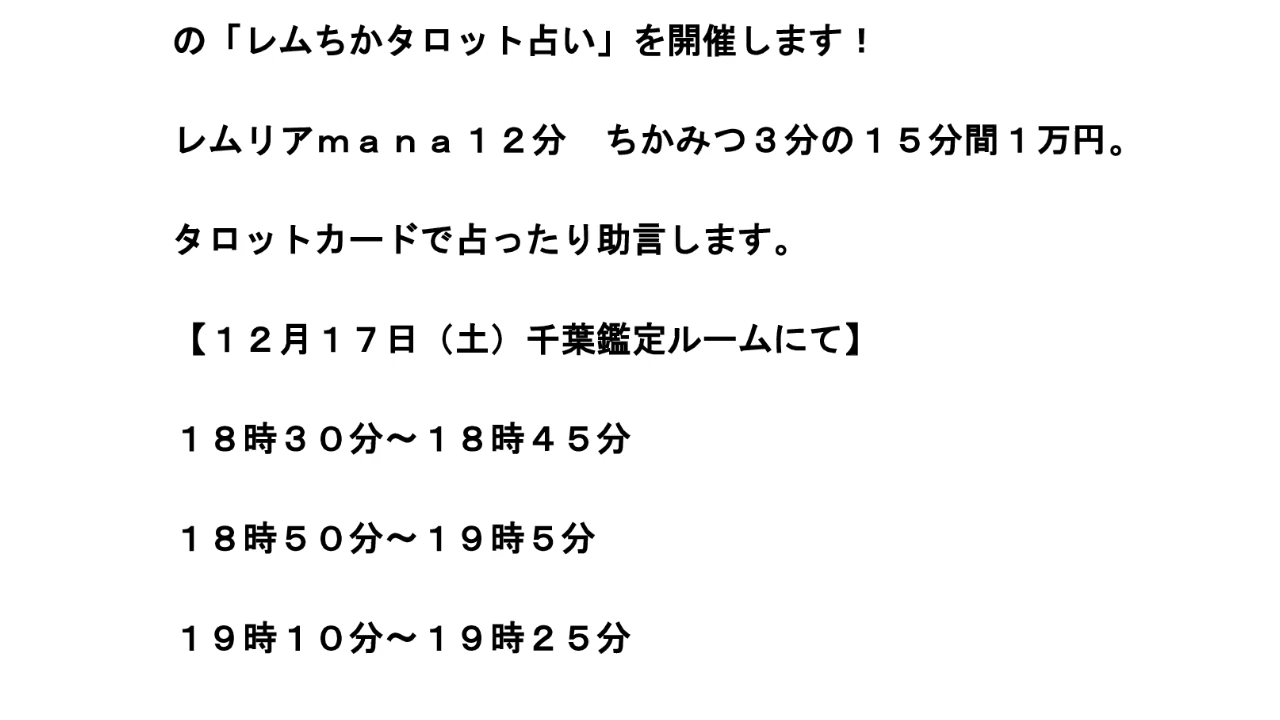 の「レムちかタロット占い」を開催します！
レムリアｍａｎａ１２分　ちかみつ３分の１５分間１万円。
タロットカードで占ったり助言します。
【１２月１７日（土）千葉鑑定ルームにて】
１８時３０分～１８時４５分
１８時５０分～１９時５分
１９時１０分～１９時２５分